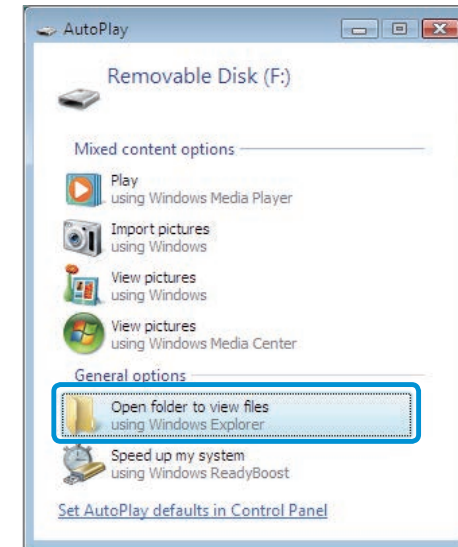 AutoPlay
Removable Disk (F:)
Mixed content options
Play
using Windows Media Player
Import pictures
using Windows
View pictures
using Windows
View pictures
using Windows Media Center
General options
Open folder to view files
using Windows Explorer
Speed up my system
using Windows ReadyBoost
Set AutoPlay defaults in Control Panel